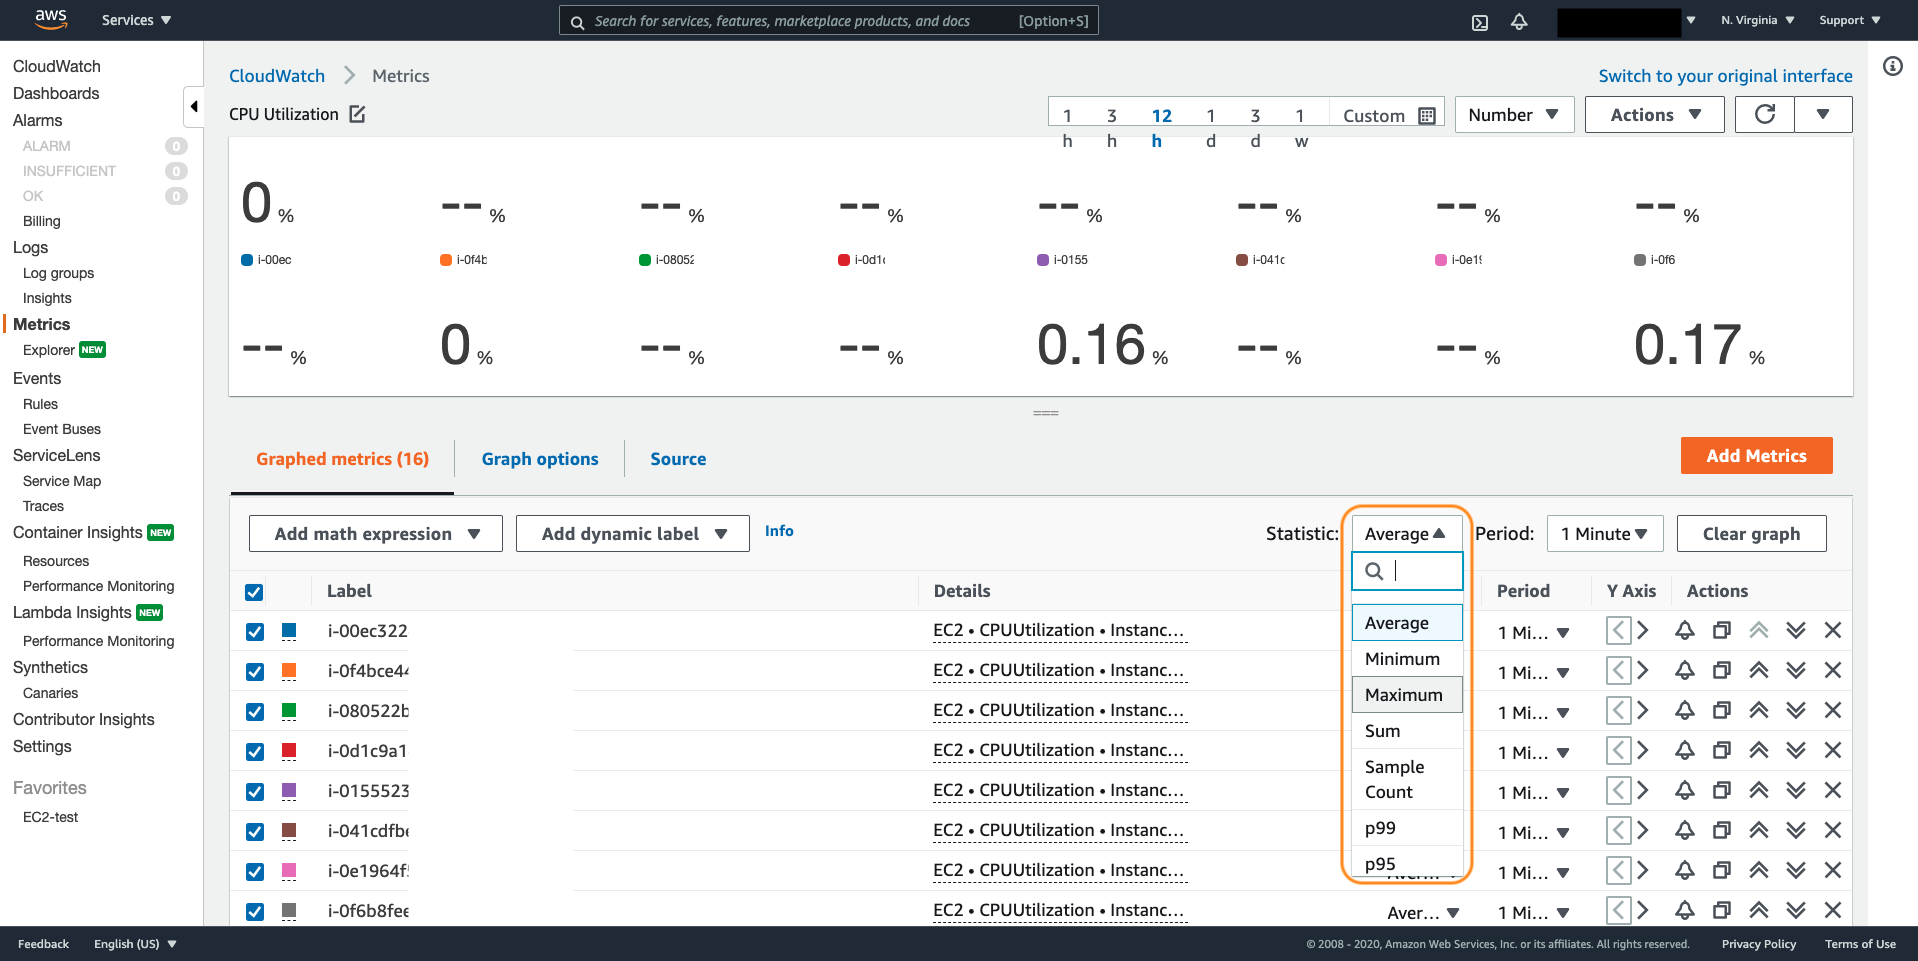 aws Services Search for services, features, marketplace products, and docs [Option+S] N. Virginia Support
CloudWatch
Dashboards
Alarms
ALARM 0
INSUFFICIENT 0
OK 0
Billing
Logs
Log groups
Insights
Metrics
Explorer NEW
Events
Rules
Event Buses
ServiceLens
Service Map
Traces
Container Insights NEW
Resources
Performance Monitoring
Lambda Insights NEW
Performance Monitoring
Synthetics
Canaries
Contributor Insights
Settings
Favorites
EC2-test
CloudWatch Metrics Switch to your original interface
CPU Utilization 1h 3h 12h 1d 3d 1w Custom Number Actions
0 % -- % -- % -- % -- % -- % -- % -- %
i-00ec i-0f4b i-08052 i-0d1c i-0155 i-041c i-0e19 i-0f6
-- % 0 % -- % -- % 0.16 % -- % -- % 0.17 %
Graphed metrics (16) Graph options Source Add Metrics
Add math expression Add dynamic label Info Statistic: Average Period: 1 Minute Clear graph
Label Details Period Y Axis Actions
i-00ec322 EC2 • CPUUtilization • Instanc... 1 Mi...
i-0f4bce44 EC2 • CPUUtilization • Instanc... 1 Mi...
i-080522b EC2 • CPUUtilization • Instanc... 1 Mi...
i-0d1c9a1 EC2 • CPUUtilization • Instanc... 1 Mi...
i-0155523 EC2 • CPUUtilization • Instanc... 1 Mi...
i-041cdfbe EC2 • CPUUtilization • Instanc... 1 Mi...
i-0e1964f5 EC2 • CPUUtilization • Instanc... 1 Mi...
i-0f6b8fee EC2 • CPUUtilization • Instanc... Aver... 1 Mi...
Average
Minimum
Maximum
Sum
Sample
Count
p99
p95
Feedback English (US) © 2008 - 2020, Amazon Web Services, Inc. or its affiliates. All rights reserved. Privacy Policy Terms of Use